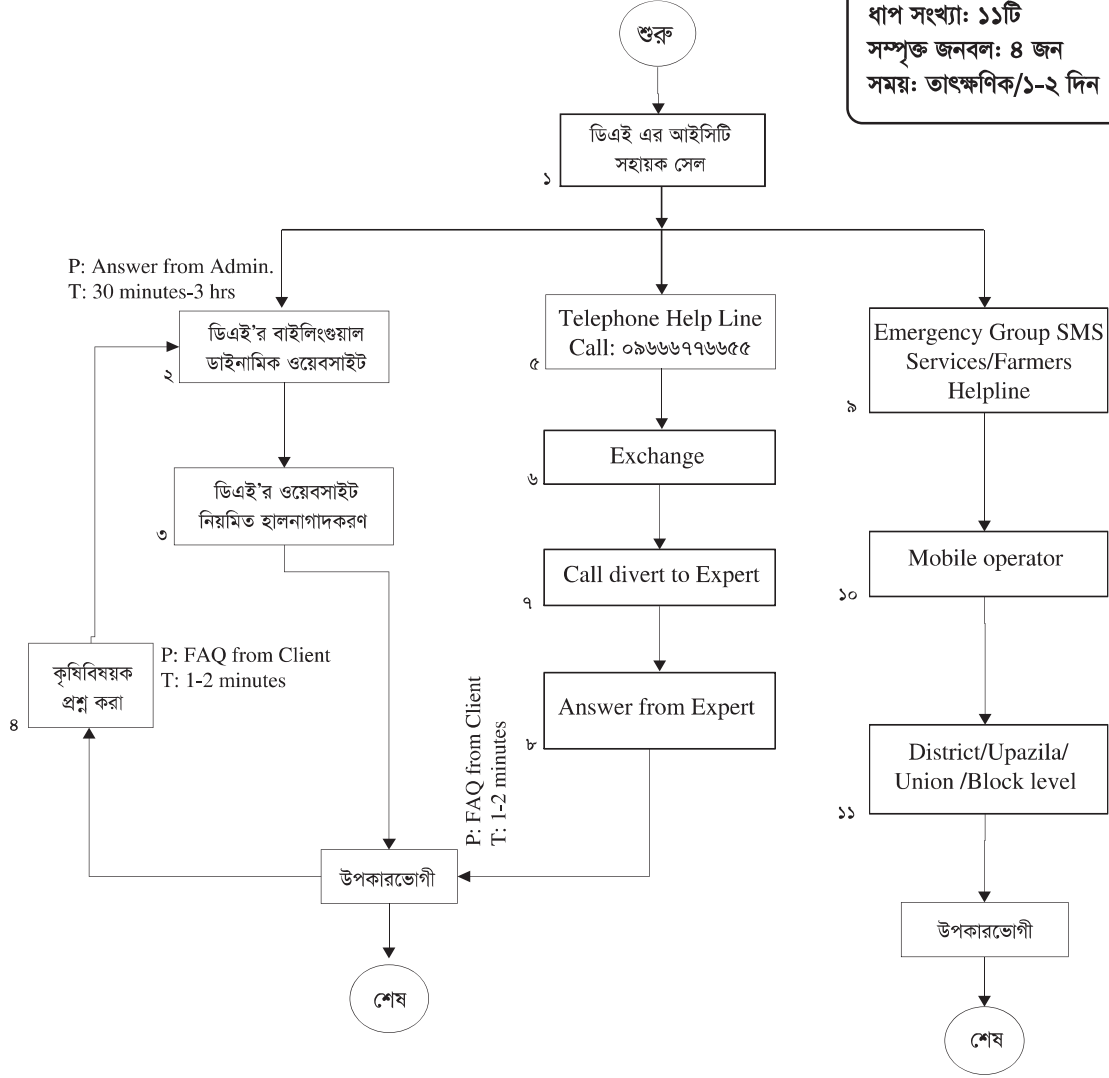 ধাপ সংখ্যা: ১১টি
সম্পৃক্ত জনবল: ৪ জন
সময়: তাৎক্ষণিক/১-২ দিন
শুরু
ডিএই এর আইসিটি
সহায়ক সেল
১
P: Answer from Admin.
T: 30 minutes-3 hrs
ডিএই'র বাইলিংগুয়াল
ডাইনামিক ওয়েবসাইট
২
ডিএই'র ওয়েবসাইট
নিয়মিত হালনাগাদকরণ
৩
কৃষিবিষয়ক
প্রশ্ন করা
৪
P: FAQ from Client
T: 1-2 minutes
Telephone Help Line
Call: ০৯৬৬৬৭৭৬৬৫৫
৫
Exchange
৬
Call divert to Expert
৭
Answer from Expert
৮
P: FAQ from Client
T: 1-2 minutes
উপকারভোগী
শেষ
Emergency Group SMS
Services/Farmers
Helpline
৯
Mobile operator
১০
District/Upazila/
Union /Block level
১১
উপকারভোগী
শেষ